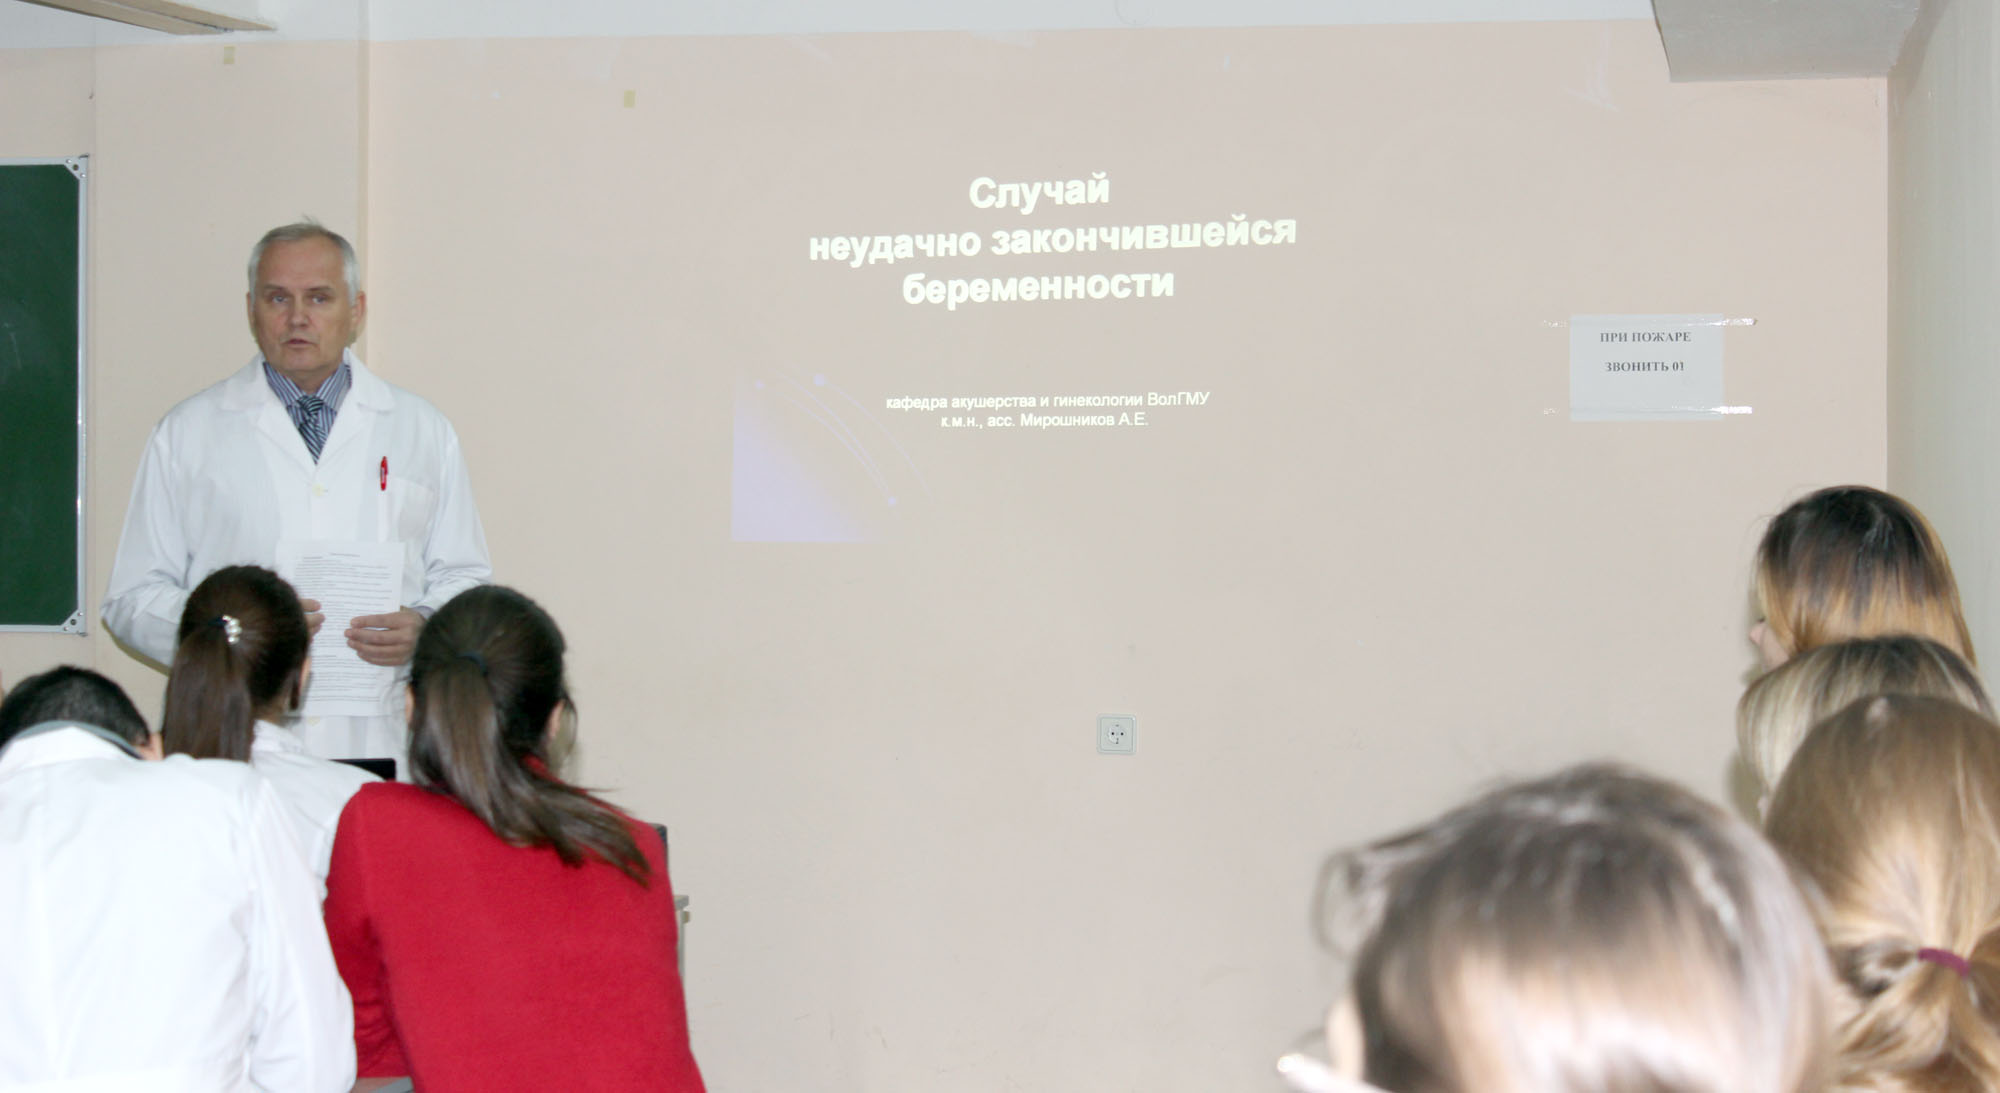 Случай
неудачно закончившейся
беременности
кафедра акушерства и гинекологии ВолГМУ
к.м.н., асс. Мирошников А.Е.
ПРИ ПОЖАРЕ
ЗВОНИТЬ 01